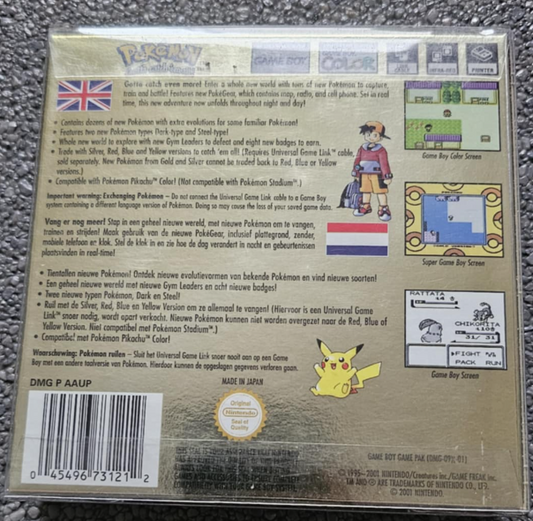 Pokémon
GAME BOY COLOR
PRINTER
Gotta catch even more! Enter a whole new world with tons of new Pokémon to capture,
train and battle! Features new PokéGear, which contains map, radio, and cell phone. Set in real
time, this new adventure now unfolds throughout night and day!
• Contains dozens of new Pokémon with extra evolutions for some familiar Pokémon!
• Features two new Pokémon types Dark-type and Steel-type!
• Whole new world to explore with new Gym Leaders to defeat and eight new badges to earn.
• Trade with Silver, Red, Blue and Yellow versions to catch 'em all! (Requires Universal Game Link™ cable,
sold separately. New Pokémon from Gold and Silver cannot be traded back to Red, Blue or Yellow
versions.)
• Compatible with Pokémon Pikachu™ Color! (Not compatible with Pokémon Stadium™.)
Important warning: Exchanging Pokémon – Do not connect the Universal Game Link cable to a Game Boy
system containing a different language version of Pokémon. Doing so may cause the loss of your saved game data.
Game Boy Color Screen
Vang er nog meer! Stap in een geheel nieuwe wereld, met nieuwe Pokémon om te vangen,
trainen en strijden! Maak gebruik van de nieuwe PokéGear, inclusief plattegrond, zender,
mobiele telefoon er klok. Stel de klok in en zie hoe de dag verandert in nacht en gebeurtenissen
plaatsvinden in real-time!
Super Game Boy Screen
• Tientallen nieuwe Pokémon! Ontdek nieuwe evolutievormen van bekende Pokémon en vind nieuwe soorten!
• Een geheel nieuwe wereld met nieuwe Gym Leaders en acht nieuwe badges!
• Twee nieuwe typen Pokémon, Dark en Steel!
• Ruil met de Silver, Red, Blue en Yellow Version om ze allemaal te vangen! (Hiervoor is een Universal Game
Link™ snoer nodig, wordt apart verkocht. Nieuwe Pokémon kunnen niet worden overgezet naar de Red, Blue of
Yellow Version. Niet compatibel met Pokémon Stadium™.)
• Compatibel met Pokémon Pikachu™ Color!
Waarschuwing: Pokémon ruilen – Sluit het Universal Game Link snoer nooit aan op een Game
Boy met een andere taalversie van Pokémon. Hierdoor kunnen de opgeslagen gegevens verloren gaan.
RATTATA
CHIKORITA
31/ 31
FIGHT
PACK RUN
Game Boy Screen
DMG P AAUP
MADE IN JAPAN
Original
Nintendo
Seal of
Quality
0 45496 73121 2
GAME BOY GAME PAK (DMG-09)
© 1995–2001 NINTENDO/Creatures inc./GAME FREAK inc.
TM AND ® ARE TRADEMARKS OF NINTENDO CO., LTD.
© 2001 NINTENDO